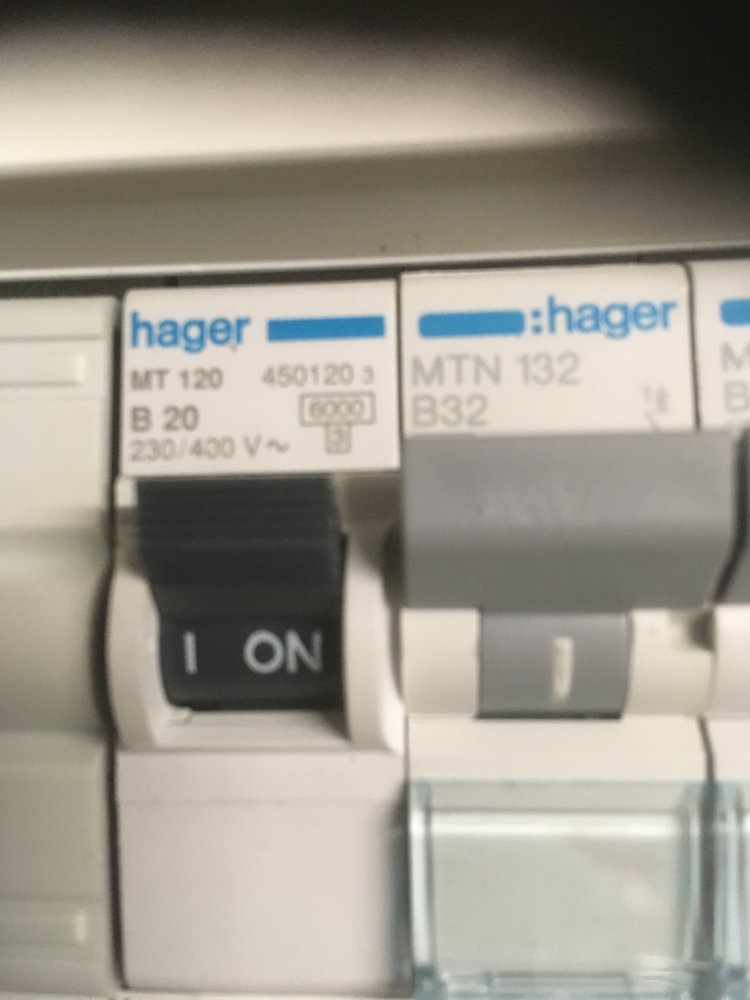 hager
MT 120 450120 3
B 20 6000
230/400 V~ 3
I ON
:hager
MTN 132
B32
I
M
B